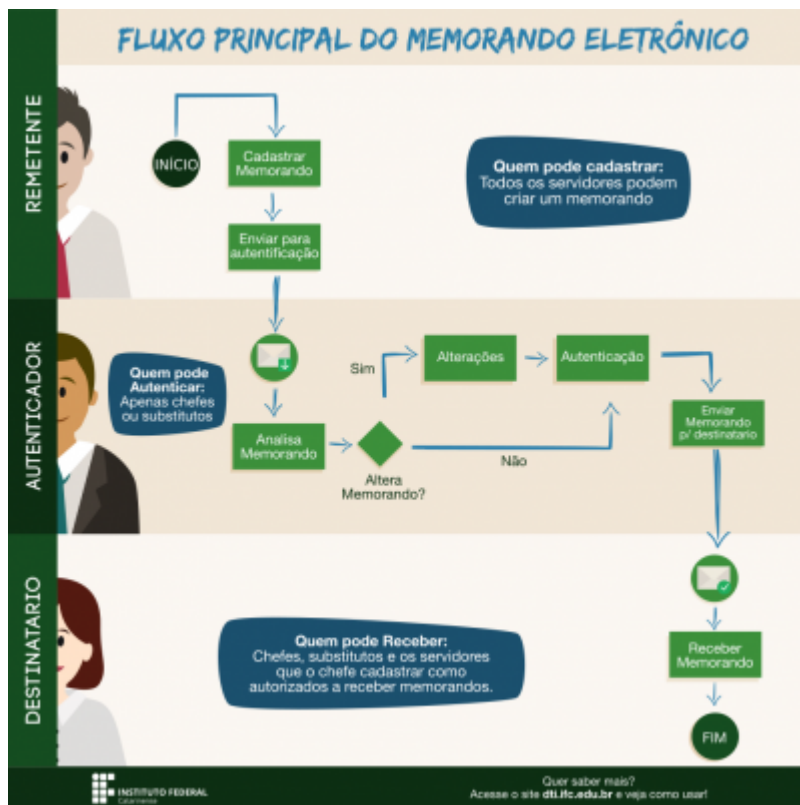 FLUXO PRINCIPAL DO MEMORANDO ELETRÔNICO
REMETENTE
INÍCIO
Cadastrar
Memorando
Quem pode cadastrar:
Todos os servidores podem
criar um memorando
Enviar para
autentificação
AUTENTICADOR
Quem pode
Autenticar:
Apenas chefes
ou substitutos
Sim
Alterações
Autenticação
Analisa
Memorando
Altera
Memorando?
Não
Enviar
Memorando
p/ destinatario
DESTINATARIO
Quem pode Receber:
Chefes, substitutos e os servidores
que o chefe cadastrar como
autorizados a receber memorandos.
Receber
Memorando
FIM
INSTITUTO FEDERAL
Catarinense
Quer saber mais?
Acesse o site dti.ifc.edu.br e veja como usar!